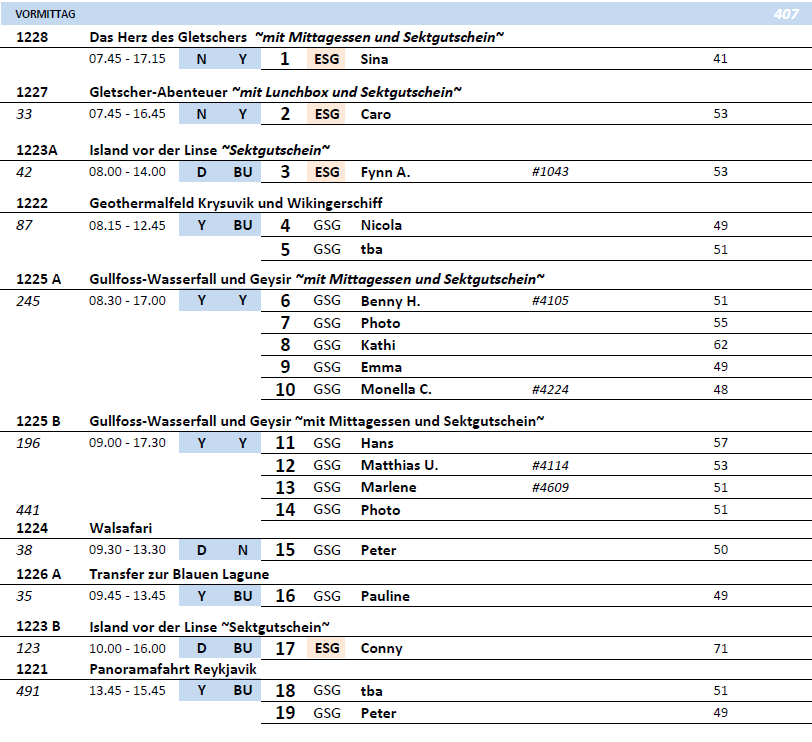 VORMITTAG 407
1228 Das Herz des Gletschers ~mit Mittagessen und Sektgutschein~
07.45 - 17.15 N Y 1 ESG Sina 41
1227 Gletscher-Abenteuer ~mit Lunchbox und Sektgutschein~
33 07.45 - 16.45 N Y 2 ESG Caro 53
1223A Island vor der Linse ~Sektgutschein~
42 08.00 - 14.00 D BU 3 ESG Fynn A. #1043 53
1222 Geothermalfeld Krysuvik und Wikingerschiff
87 08.15 - 12.45 Y BU 4 GSG Nicola 49
5 GSG tba 51
1225 A Gullfoss-Wasserfall und Geysir ~mit Mittagessen und Sektgutschein~
245 08.30 - 17.00 Y Y 6 GSG Benny H. #4105 51
7 GSG Photo 55
8 GSG Kathi 62
9 GSG Emma 49
10 GSG Monella C. #4224 48
1225 B Gullfoss-Wasserfall und Geysir ~mit Mittagessen und Sektgutschein~
196 09.00 - 17.30 Y Y 11 GSG Hans 57
12 GSG Matthias U. #4114 53
13 GSG Marlene #4609 51
441 14 GSG Photo 51
1224 Walsafari
38 09.30 - 13.30 D N 15 GSG Peter 50
1226 A Transfer zur Blauen Lagune
35 09.45 - 13.45 Y BU 16 GSG Pauline 49
1223 B Island vor der Linse ~Sektgutschein~
123 10.00 - 16.00 D BU 17 ESG Conny 71
1221 Panoramafahrt Reykjavik
491 13.45 - 15.45 Y BU 18 GSG tba 51
19 GSG Peter 49